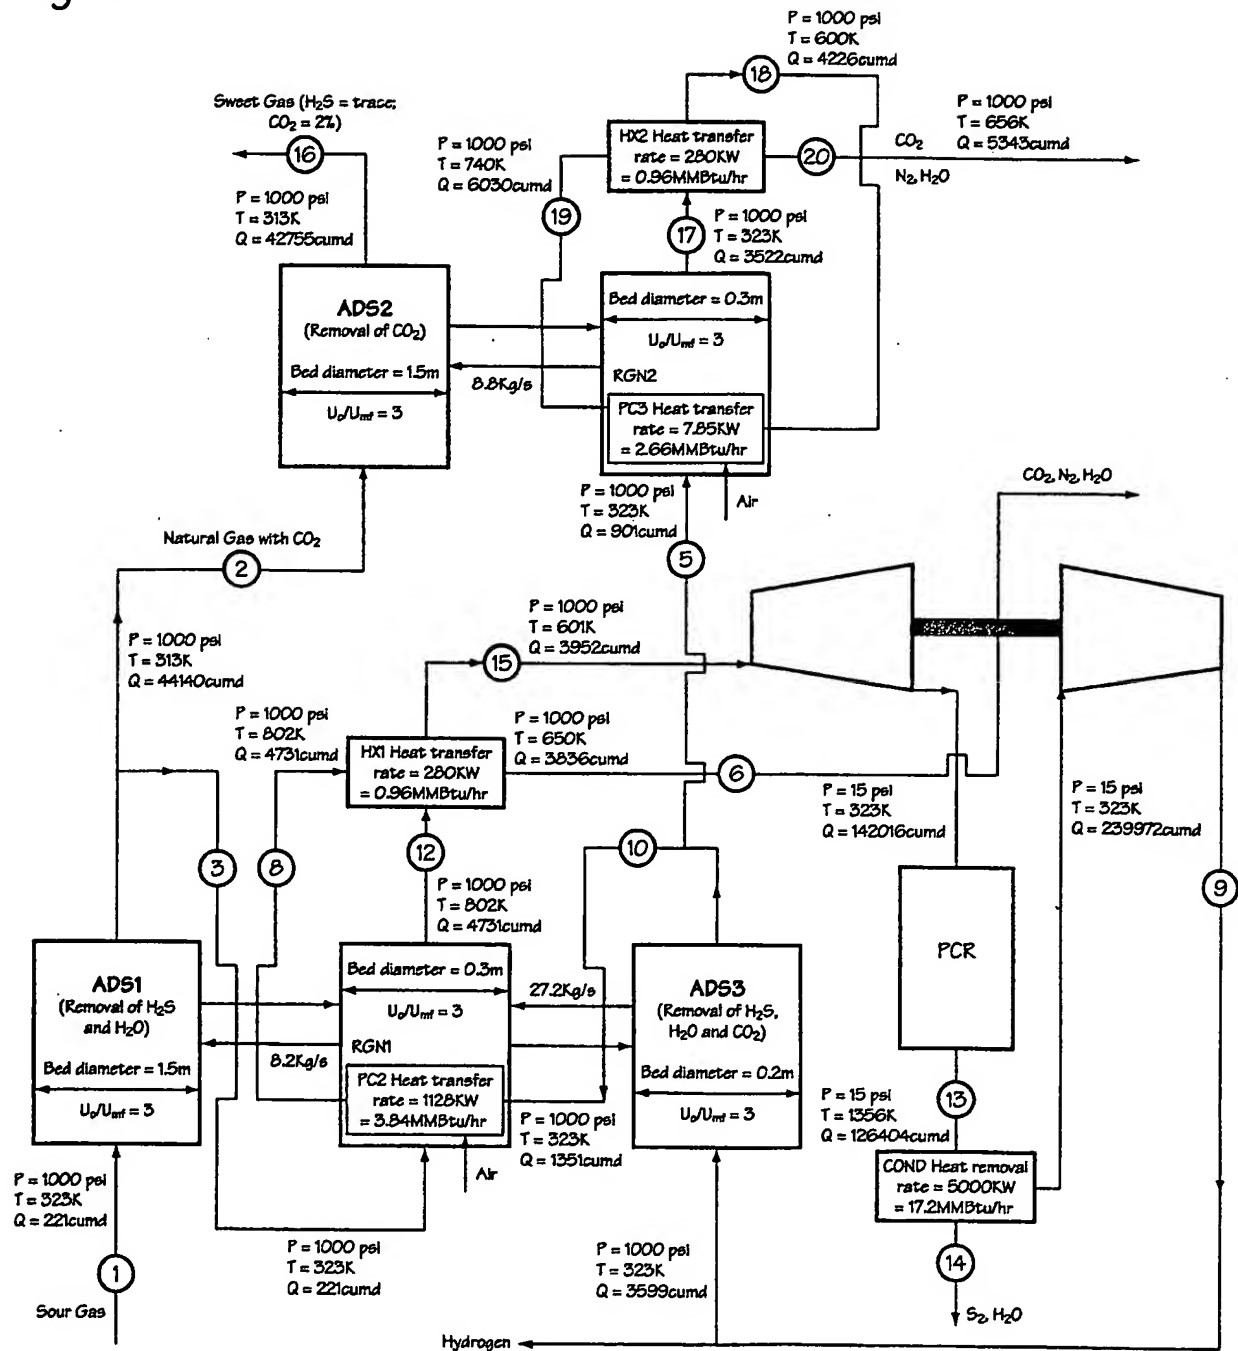 P = 1000 psi
T = 600K
Q = 4226cumd
18
Sweet Gas (H₂S = trace;
CO₂ = 2%)
16
P = 1000 psi
T = 313K
Q = 42755cumd
P = 1000 psi
T = 740K
Q = 6030cumd
19
HX2 Heat transfer
rate = 280KW
= 0.96MMBtu/hr
20
CO₂
N₂, H₂O
P = 1000 psi
T = 656K
Q = 5343cumd
17
P = 1000 psi
T = 323K
Q = 3522cumd
ADS2
(Removal of CO₂)
Bed diameter = 1.5m
U₀/Uₘf = 3
8.8Kg/s
Bed diameter = 0.3m
U₀/Uₘf = 3
RGN2
PC3 Heat transfer
rate = 7.85KW
= 2.66MMBtu/hr
Air
P = 1000 psi
T = 323K
Q = 901cumd
5
CO₂, N₂, H₂O
Natural Gas with CO₂
2
P = 1000 psi
T = 313K
Q = 44140cumd
P = 1000 psi
T = 601K
Q = 3952cumd
15
P = 1000 psi
T = 802K
Q = 4731cumd
HX1 Heat transfer
rate = 280KW
= 0.96MMBtu/hr
P = 1000 psi
T = 650K
Q = 3836cumd
6
P = 15 psi
T = 323K
Q = 142016cumd
P = 15 psi
T = 323K
Q = 239972cumd
3
8
12
10
9
P = 1000 psi
T = 802K
Q = 4731cumd
PCR
ADS1
(Removal of H₂S
and H₂O)
Bed diameter = 1.5m
U₀/Uₘf = 3
8.2Kg/s
Bed diameter = 0.3m
U₀/Uₘf = 3
RGN1
PC2 Heat transfer
rate = 1128KW
= 3.84MMBtu/hr
Air
27.2Kg/s
ADS3
(Removal of H₂S,
H₂O and CO₂)
Bed diameter = 0.2m
U₀/Uₘf = 3
P = 1000 psi
T = 323K
Q = 1351cumd
13
P = 15 psi
T = 1356K
Q = 126404cumd
COND Heat removal
rate = 5000KW
= 17.2MMBtu/hr
14
S₂, H₂O
P = 1000 psi
T = 323K
Q = 221cumd
1
Sour Gas
P = 1000 psi
T = 323K
Q = 221cumd
P = 1000 psi
T = 323K
Q = 3599cumd
Hydrogen